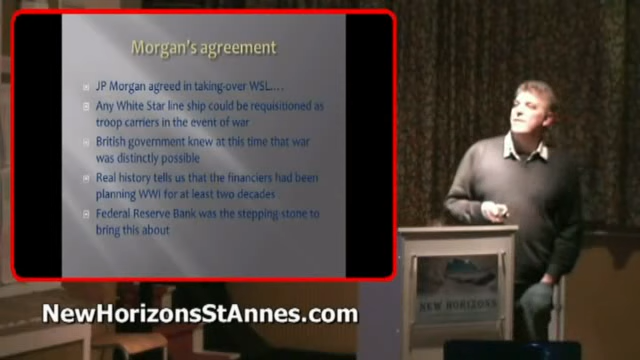 Morgan's agreement
JP Morgan agreed in taking-over WSL....
Any White Star line ship could be requisitioned as
troop carriers in the event of war
British government knew at this time that war
was distinctly possible
Real history tells us that the financiers had been
planning WWI for at least two decades
Federal Reserve Bank was the stepping stone to
bring this about
NEW HORIZONS
NewHorizonsStAnnes.com